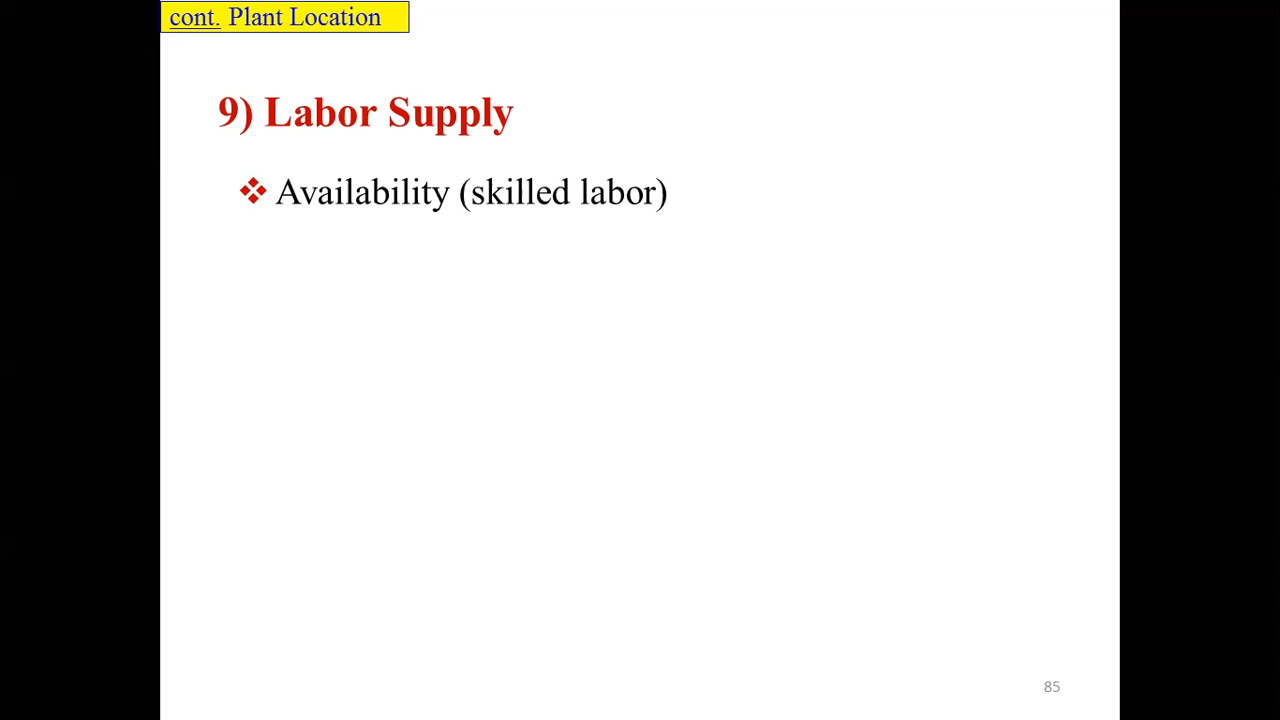 cont. Plant Location
9) Labor Supply
❖ Availability (skilled labor)
85